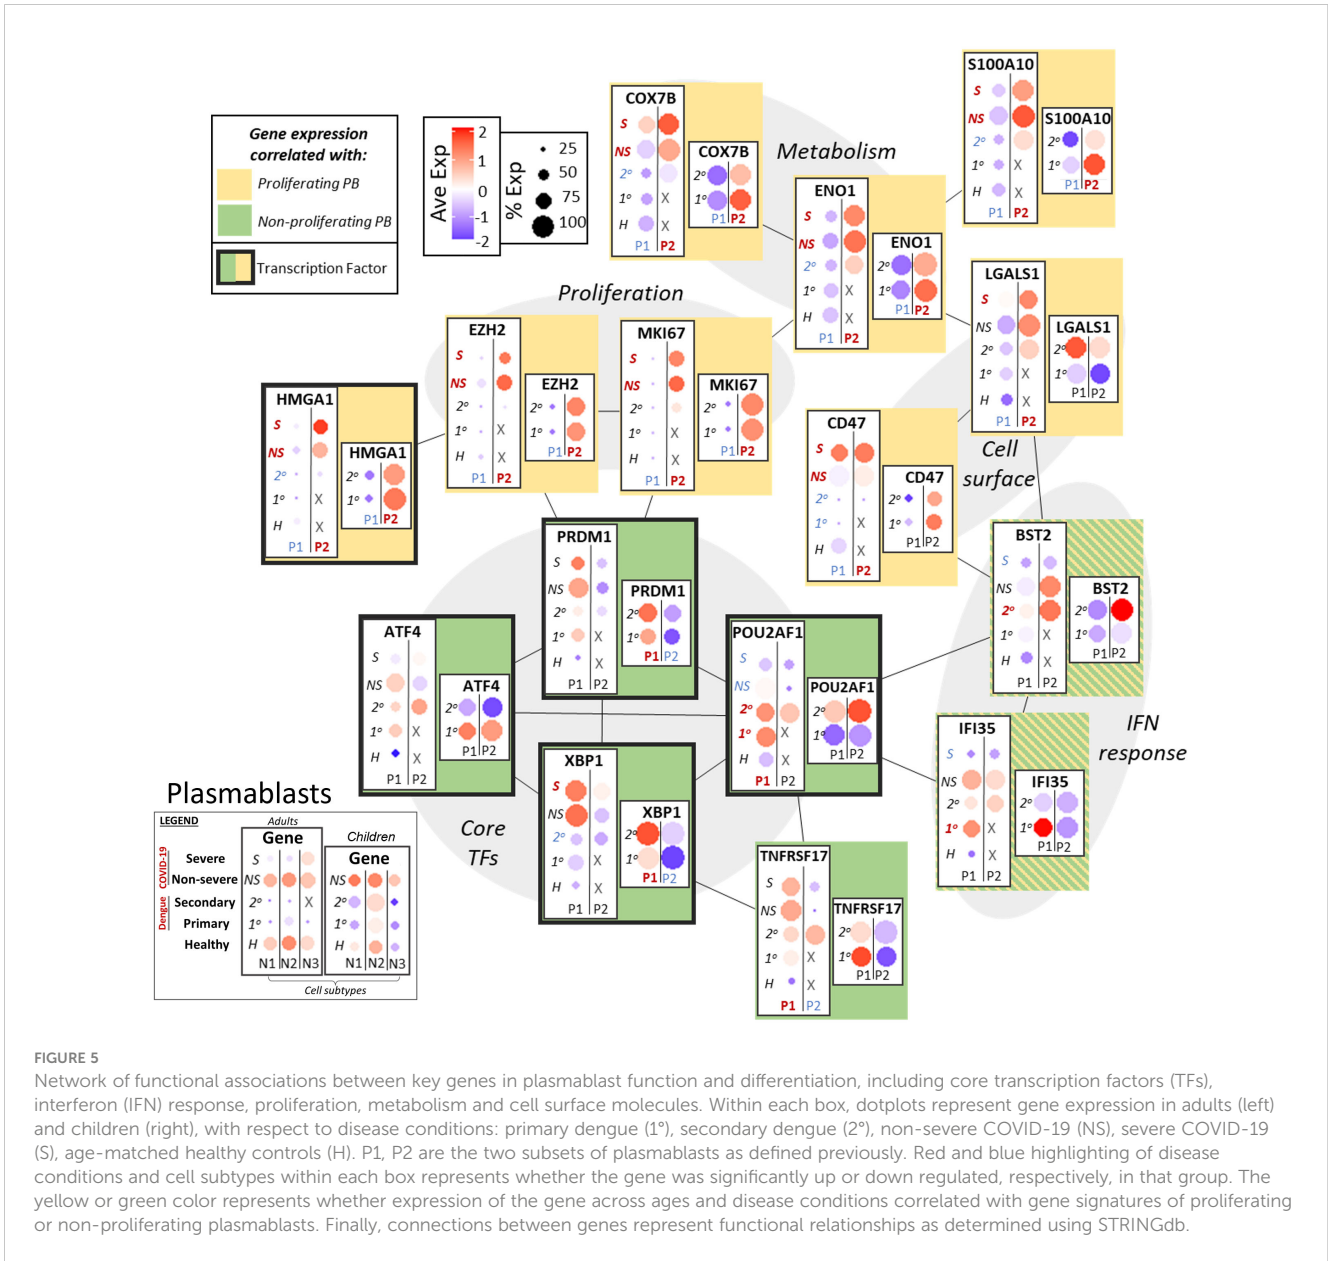 Gene expression
correlated with:
Proliferating PB
Non-proliferating PB
Transcription Factor
Ave Exp
2
1
0
-1
-2
% Exp
25
50
75
100
COX7B
S
NS
2º
1º
H
P1 P2
COX7B
2º
1º
P1 P2
Metabolism
S100A10
S
NS
2º
1º
H
X
X
P1 P2
S100A10
2º
1º
P1 P2
X
X
ENO1
S
NS
2º
1º
H
X
X
P1 P2
ENO1
2º
1º
P1 P2
LGALS1
S
NS
2º
1º
H
X
X
P1 P2
LGALS1
2º
1º
P1 P2
Proliferation
EZH2
S
NS
2º
1º
H
X
X
P1 P2
EZH2
2º
1º
P1 P2
MKI67
S
NS
2º
1º
H
X
X
P1 P2
MKI67
2º
1º
P1 P2
HMGA1
S
NS
2º
1º
H
X
X
P1 P2
HMGA1
2º
1º
P1 P2
CD47
S
NS
2º
1º
H
X
X
P1 P2
CD47
2º
1º
P1 P2
Cell
surface
PRDM1
S
NS
2º
1º
H
X
X
P1 P2
PRDM1
2º
1º
P1 P2
BST2
S
NS
2º
1º
H
X
X
P1 P2
BST2
2º
1º
P1 P2
ATF4
S
NS
2º
1º
H
X
X
P1 P2
ATF4
2º
1º
P1 P2
POU2AF1
S
NS
2º
1º
H
X
X
P1 P2
POU2AF1
2º
1º
P1 P2
IFN
response
IFI35
S
NS
2º
1º
H
X
X
P1 P2
IFI35
2º
1º
P1 P2
XBP1
S
NS
2º
1º
H
X
X
P1 P2
XBP1
2º
1º
P1 P2
Core
TFs
TNFRSF17
S
NS
2º
1º
H
X
X
P1 P2
TNFRSF17
2º
1º
P1 P2
Plasmablasts
LEGEND
Adults
Children
Gene
Gene
COVID-19
Dengue
Severe
Non-severe
Secondary
Primary
Healthy
S
NS
2º
1º
H
X
N1 N2 N3
NS
2º
1º
H
N1 N2 N3
Cell subtypes
FIGURE 5
Network of functional associations between key genes in plasmablast function and differentiation, including core transcription factors (TFs),
interferon (IFN) response, proliferation, metabolism and cell surface molecules. Within each box, dotplots represent gene expression in adults (left)
and children (right), with respect to disease conditions: primary dengue (1°), secondary dengue (2°), non-severe COVID-19 (NS), severe COVID-19
(S), age-matched healthy controls (H). P1, P2 are the two subsets of plasmablasts as defined previously. Red and blue highlighting of disease
conditions and cell subtypes within each box represents whether the gene was significantly up or down regulated, respectively, in that group. The
yellow or green color represents whether expression of the gene across ages and disease conditions correlated with gene signatures of proliferating
or non-proliferating plasmablasts. Finally, connections between genes represent functional relationships as determined using STRINGdb.